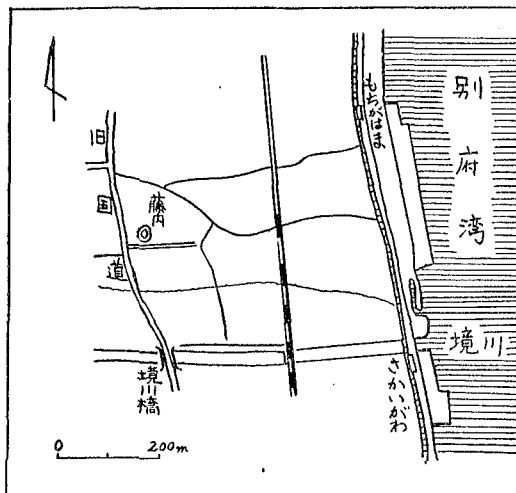 別府湾
もちがはま
旧国道
藤内
境川
境川橋
さかいがわ
0 200m